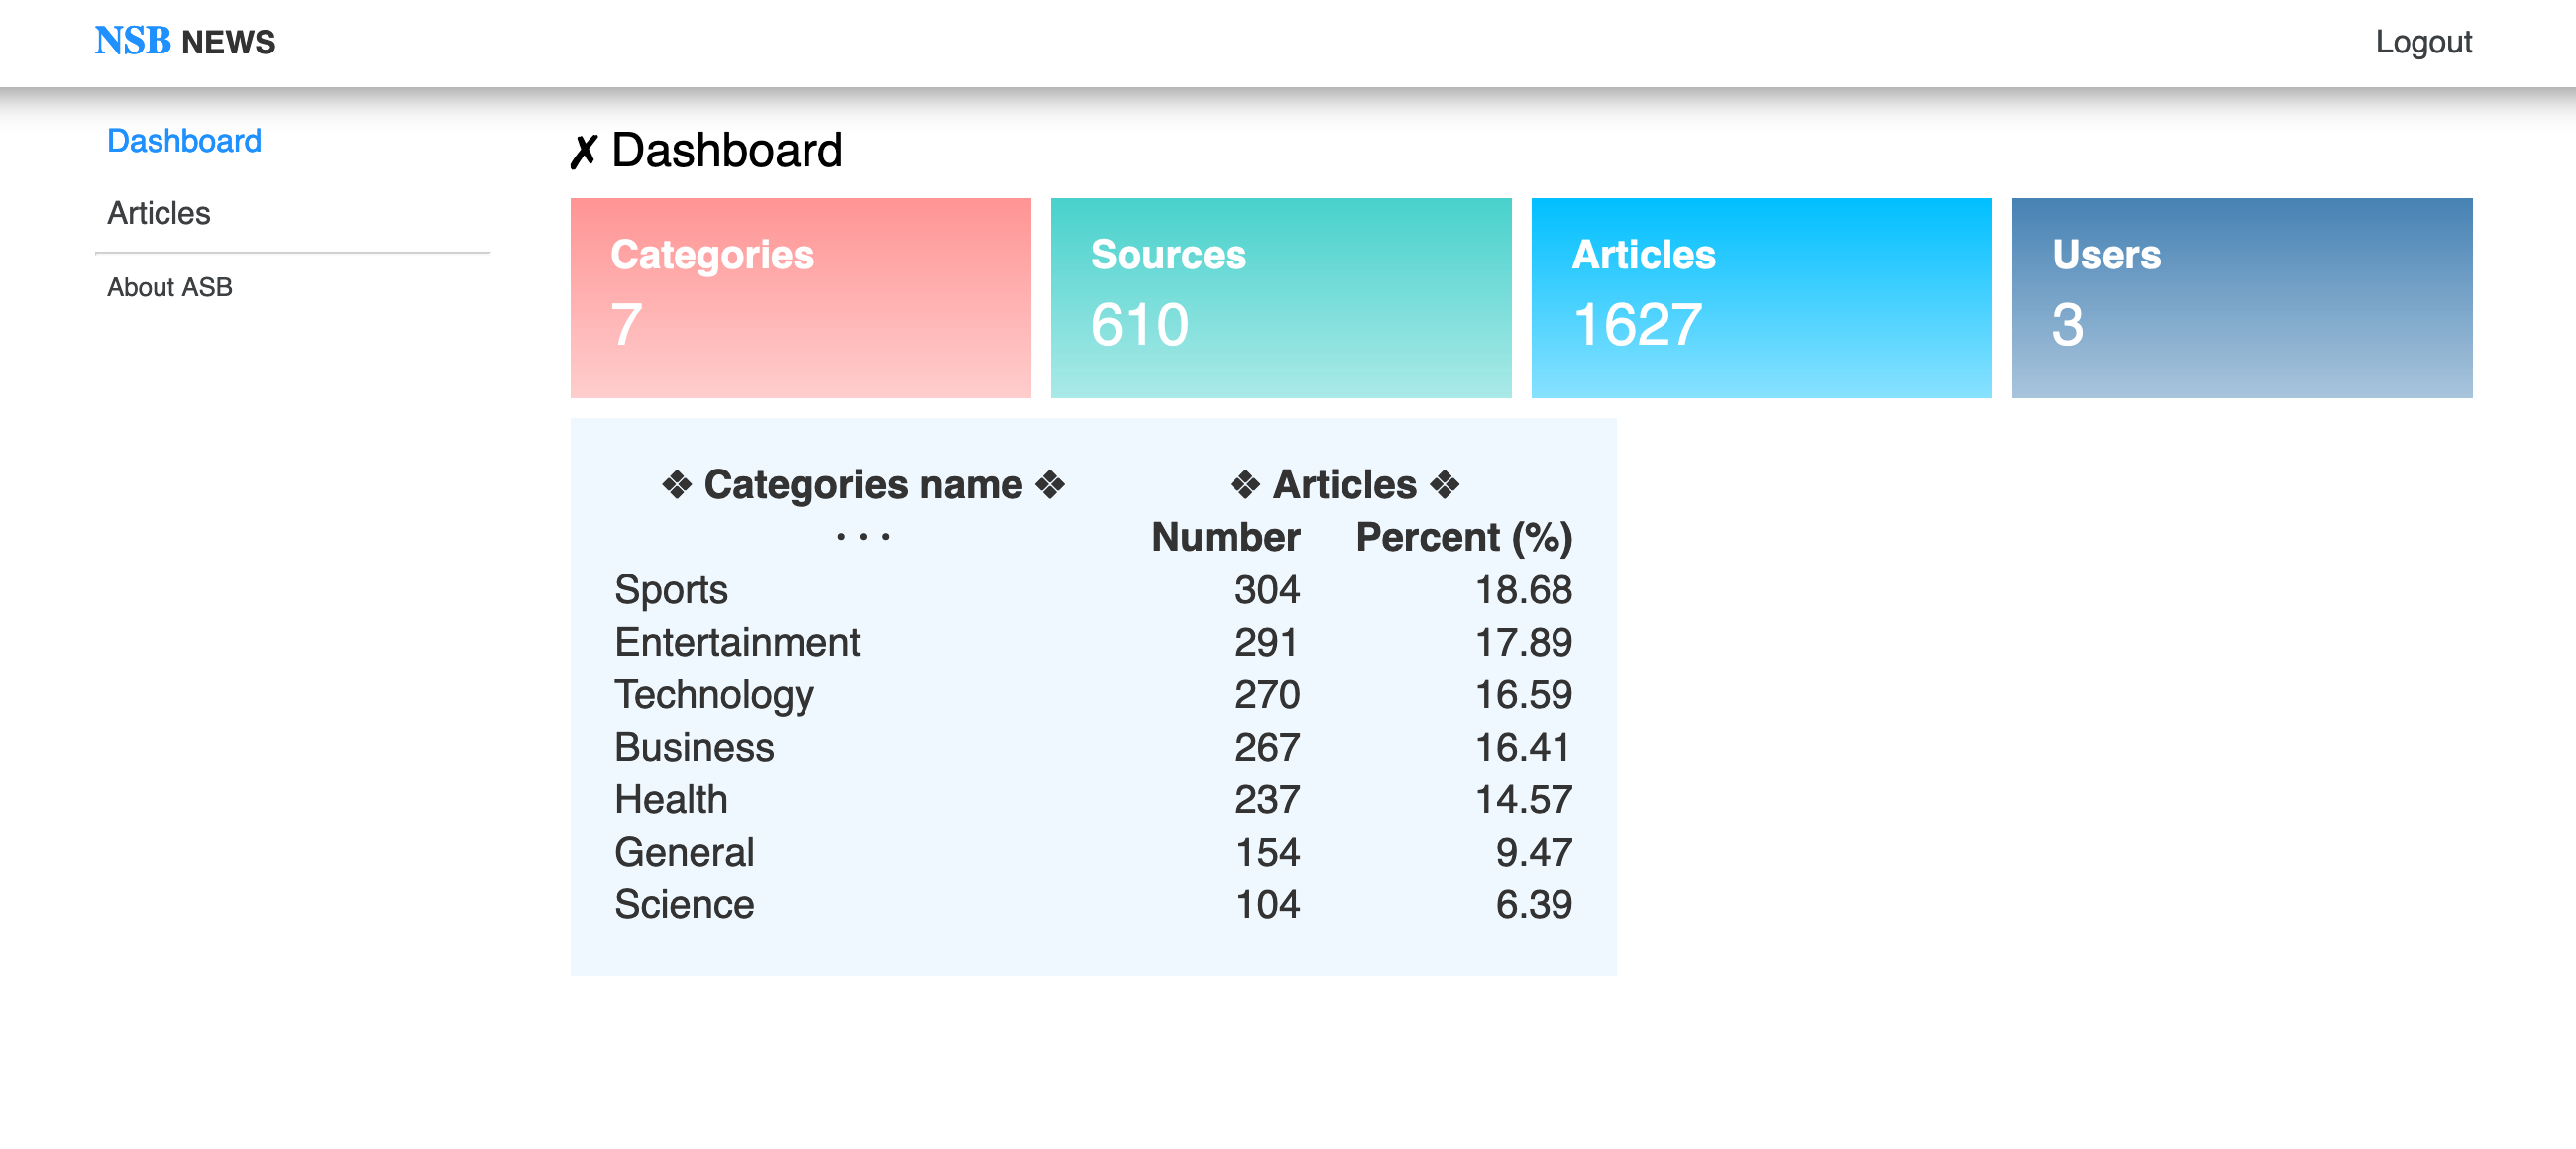 NSB NEWS
Logout
Dashboard
Articles
About ASB
✗ Dashboard
Categories
7
Sources
610
Articles
1627
Users
3
❖ Categories name ❖ ❖ Articles ❖
· · · Number Percent (%)
Sports 304 18.68
Entertainment 291 17.89
Technology 270 16.59
Business 267 16.41
Health 237 14.57
General 154 9.47
Science 104 6.39